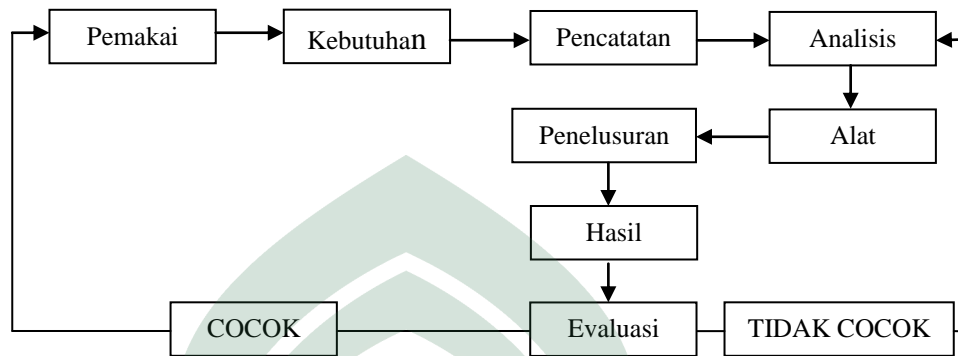 Pemakai
Kebutuhan
Pencatatan
Analisis
Penelusuran
Alat
Hasil
COCOK
Evaluasi
TIDAK COCOK